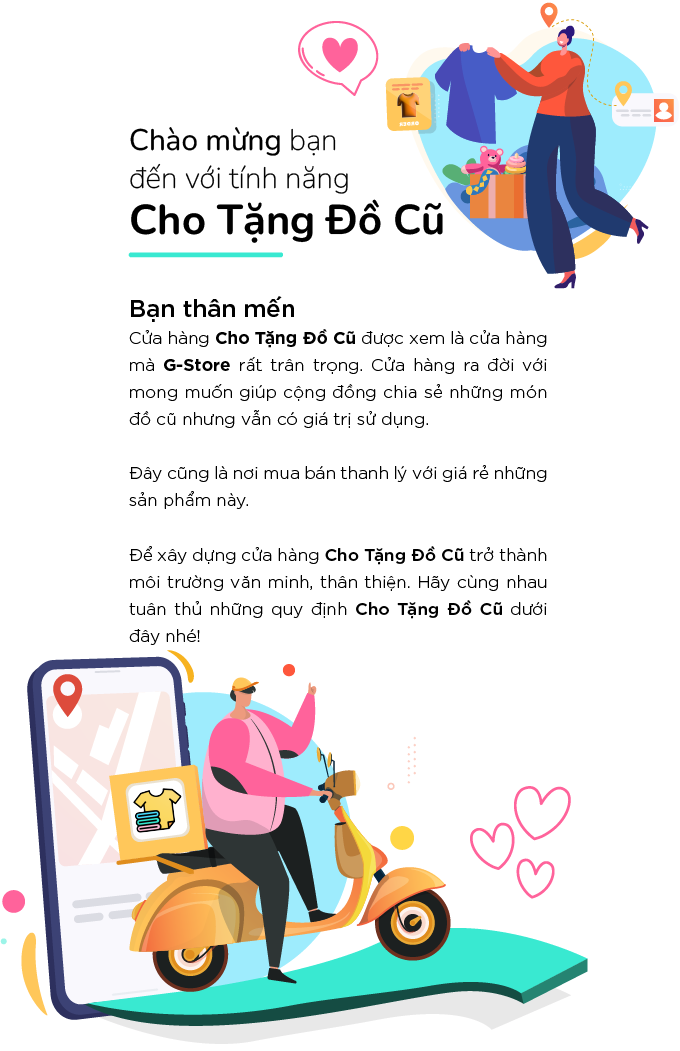 Chào mừng bạn
đến với tính năng
Cho Tặng Đồ Cũ
Bạn thân mến
Cửa hàng Cho Tặng Đồ Cũ được xem là cửa hàng
mà G-Store rất trân trọng. Cửa hàng ra đời với
mong muốn giúp cộng đồng chia sẻ những món
đồ cũ nhưng vẫn có giá trị sử dụng.
Đây cũng là nơi mua bán thanh lý với giá rẻ những
sản phẩm này.
Để xây dựng cửa hàng Cho Tặng Đồ Cũ trở thành
môi trường văn minh, thân thiện. Hãy cùng nhau
tuân thủ những quy định Cho Tặng Đồ Cũ dưới
đây nhé!